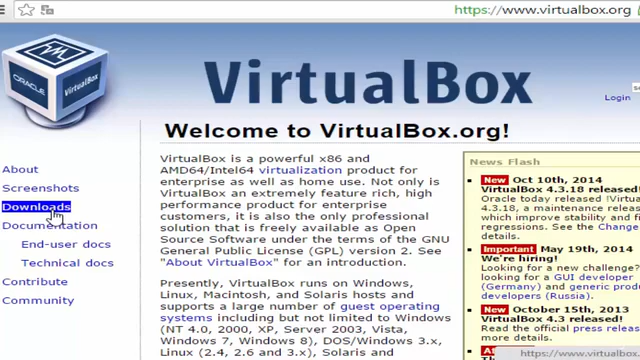 https://www.virtualbox.org
ORACLE
VirtualBox
VirtualBox
Login
Welcome to VirtualBox.org!
About
Screenshots
Downloads
Documentation
End-user docs
Technical docs
Contribute
Community
VirtualBox is a powerful x86 and
AMD64/Intel64 virtualization product for
enterprise as well as home use. Not only is
VirtualBox an extremely feature rich, high
performance product for enterprise
customers, it is also the only professional
solution that is freely available as Open
Source Software under the terms of the GNU
General Public License (GPL) version 2. See
"About VirtualBox" for an introduction.
Presently, VirtualBox runs on Windows,
Linux, Macintosh, and Solaris hosts and
supports a large number of guest operating
systems including but not limited to Windows
(NT 4.0, 2000, XP, Server 2003, Vista,
Windows 7, Windows 8), DOS/Windows 3.x,
Linux (2.4, 2.6 and 3.x), Solaris and
News Flash
New Oct 10th, 2014
VirtualBox 4.3.18 released!
Oracle today released
VirtualBox 4.3.18, a maintenance
which improve stability and
regressions. See the
Important May 19th, 2014
We're hiring!
Looking for a new challenge?
looking for a GUI developer
(Germany) and generic
developers (Russia).
New October 15th, 2013
VirtualBox 4.3 released!
Read about the official press
more details.
https://www.virtualbox.